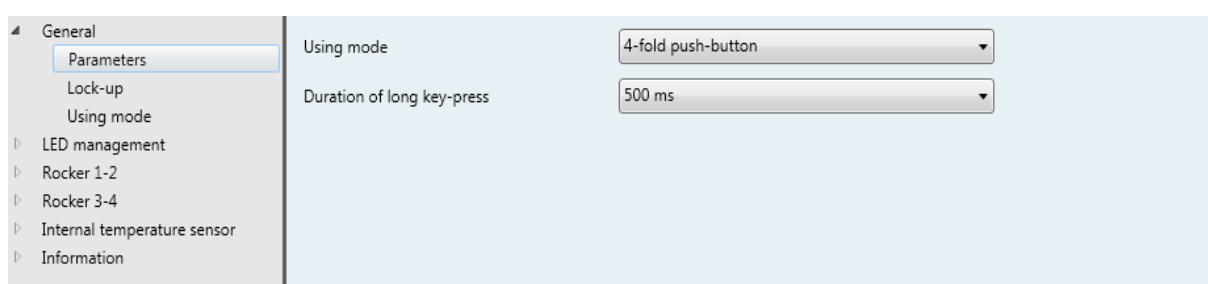 General
Parameters
Lock-up
Using mode
LED management
Rocker 1-2
Rocker 3-4
Internal temperature sensor
Information
Using mode
4-fold push-button
Duration of long key-press
500 ms